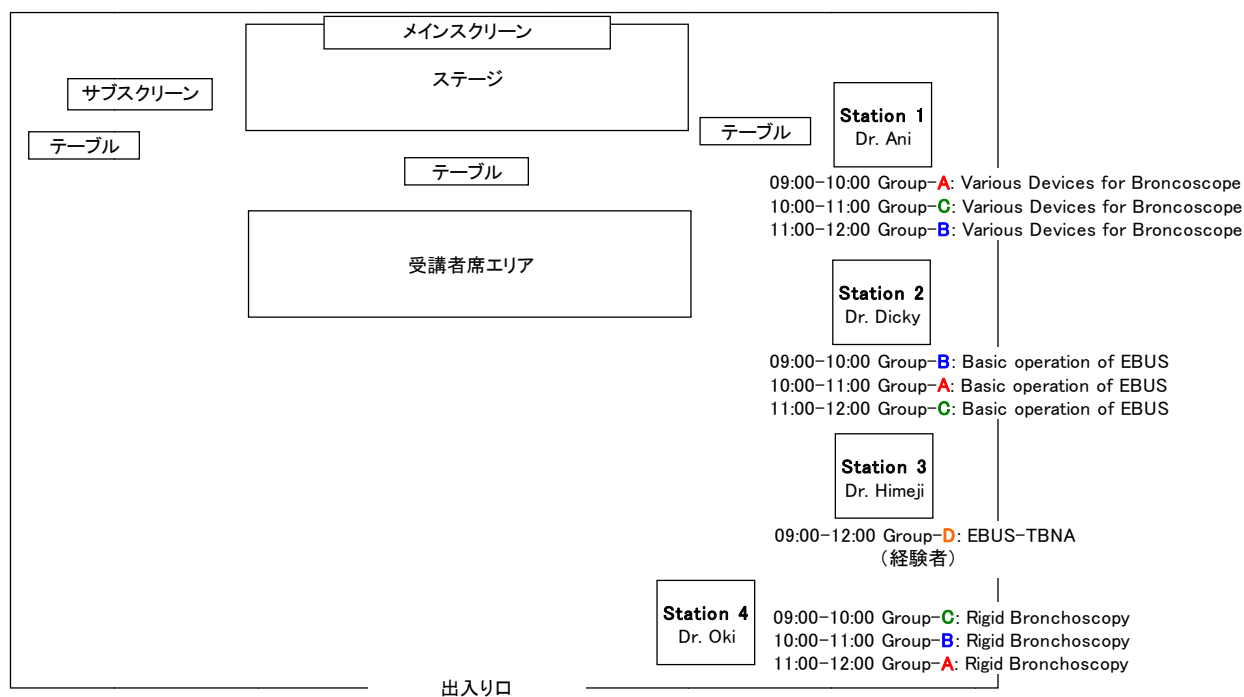 メインスクリーン
ステージ
サブスクリーン
テーブル
テーブル
テーブル
受講者席エリア
Station 1
Dr. Ani
09:00-10:00 Group-A: Various Devices for Broncoscope
10:00-11:00 Group-C: Various Devices for Broncoscope
11:00-12:00 Group-B: Various Devices for Broncoscope
Station 2
Dr. Dicky
09:00-10:00 Group-B: Basic operation of EBUS
10:00-11:00 Group-A: Basic operation of EBUS
11:00-12:00 Group-C: Basic operation of EBUS
Station 3
Dr. Himeji
09:00-12:00 Group-D: EBUS-TBNA
（経験者）
Station 4
Dr. Oki
09:00-10:00 Group-C: Rigid Bronchoscopy
10:00-11:00 Group-B: Rigid Bronchoscopy
11:00-12:00 Group-A: Rigid Bronchoscopy
出入り口